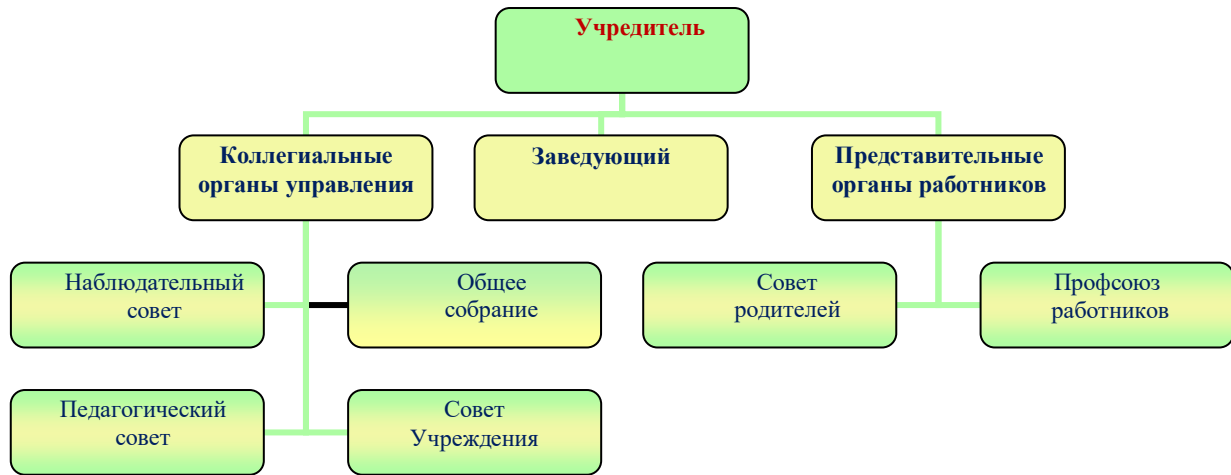 Учредитель
Коллегиальные
органы управления
Заведующий
Представительные
органы работников
Наблюдательный
совет
Общее
собрание
Совет
родителей
Профсоюз
работников
Педагогический
совет
Совет
Учреждения